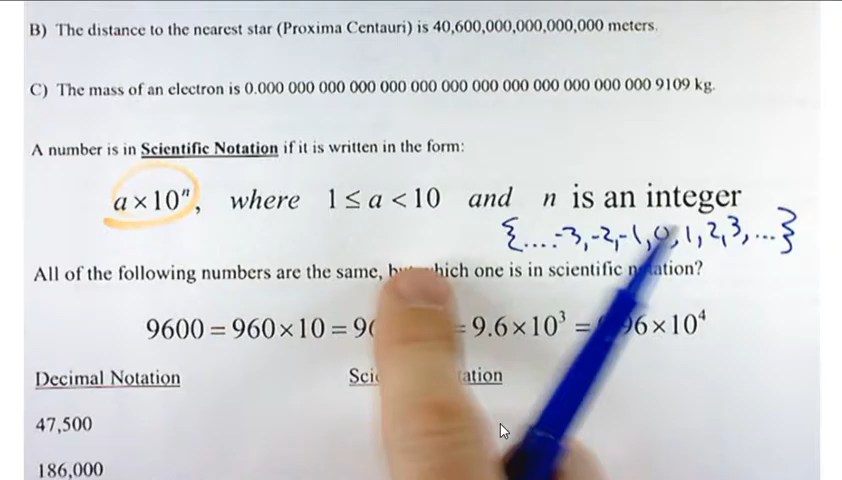 B) The distance to the nearest star (Proxima Centauri) is 40,600,000,000,000,000 meters.
C) The mass of an electron is 0.000 000 000 000 000 000 000 000 000 000 9109 kg.
A number is in Scientific Notation if it is written in the form:
a × 10ⁿ, where 1 ≤ a < 10 and n is an integer
{....-3,-2,-1,0,1,2,3,...}
All of the following numbers are the same, which one is in scientific notation?
9600 = 960 × 10 = = 9.6 × 10³ = × 10⁴
Decimal Notation
47,500
186,000